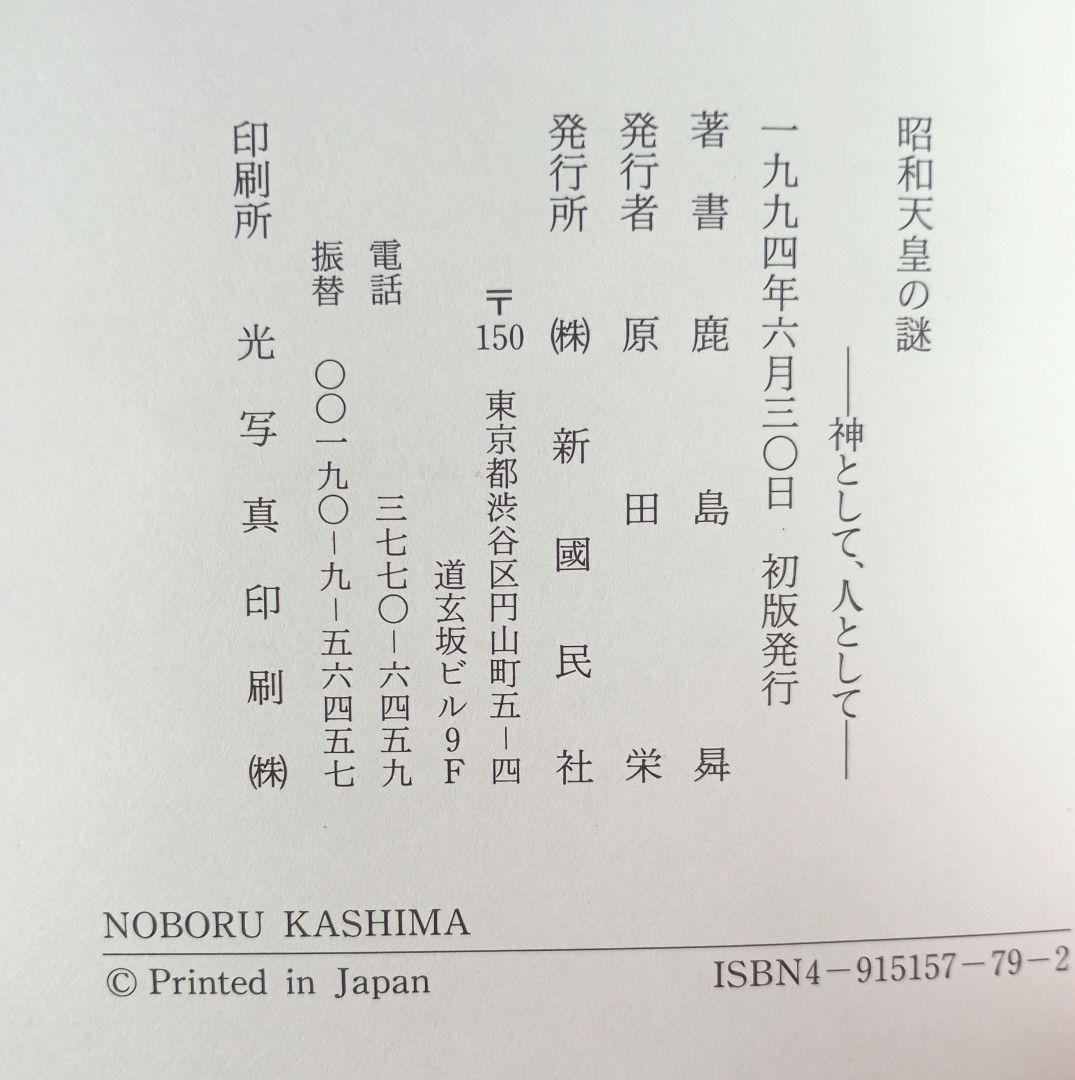 昭和天皇の謎
――神として、人として――
一九九四年六月三〇日 初版発行
著書 鹿島曻
発行者 原田栄
発行所 ㈱新國民社
〒150 東京都渋谷区円山町五-四
道玄坂ビル9F
電話 三七七〇-六四五九
振替 〇〇一九〇-九-五六四五七
印刷所 光写真印刷㈱
NOBORU KASHIMA
© Printed in Japan
ISBN4-915157-79-2